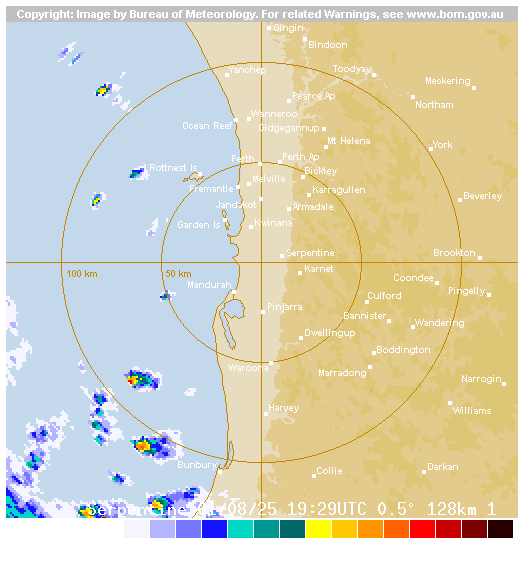 Copyright: Image by Bureau of Meteorology. For related Warnings, see www.bom.gov.au
Gingin
Bindoon
Yanchep
Toodyay
Meckering
Pearce Ap
Northam
Wanneroo
Ocean Reef
Gidgegannup
Mt Helena
York
Perth
Perth Ap
Rottnest Is
Bickley
Melville
Fremantle
Karragullen
Beverley
Jandakot
Armadale
Garden Is
Kwinana
Serpentine
Brookton
100 km
50 km
Karnet
Coondee
Mandurah
Pingelly
Culford
Pinjarra
Bannister
Wandering
Dwellingup
Boddington
Waroona
Marradong
Narrogin
Harvey
Williams
Bunbury
Collie
Darkan
Serpentine 01/08/25 19:29UTC 0.5° 128km 1